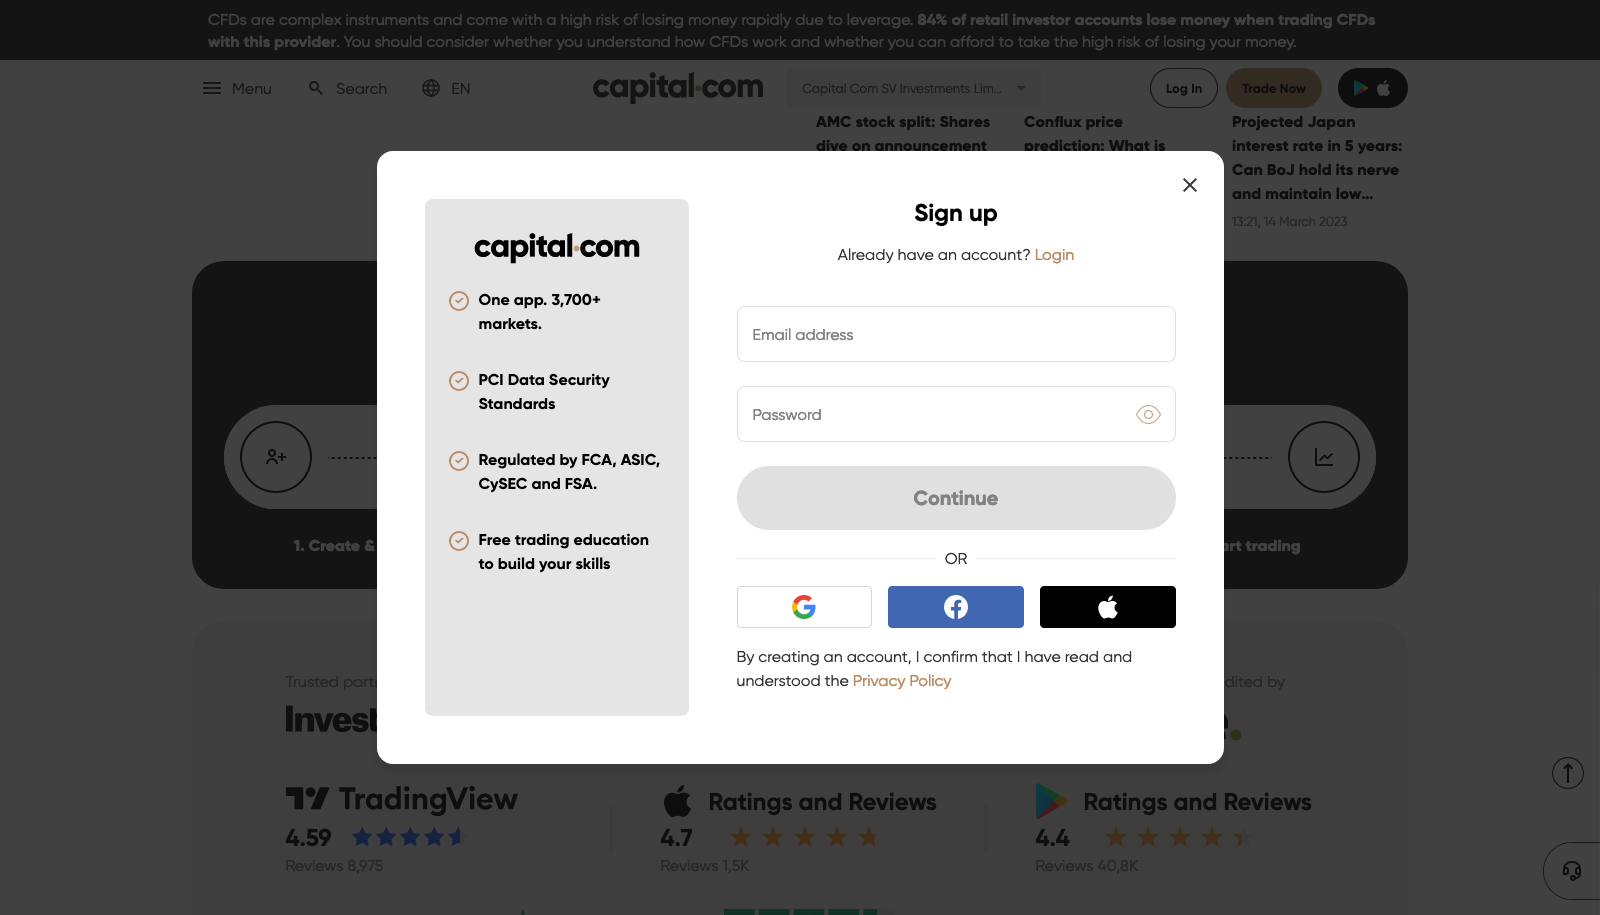 CFDs are complex instruments and come with a high risk of losing money rapidly due to leverage. 84% of retail investor accounts lose money when trading CFDs
with this provider. You should consider whether you understand how CFDs work and whether you can afford to take the high risk of losing your money.
Menu
Search
EN
capital.com
Capital Com SV Investments Lim...
Log In
Trade Now
AMC stock split: Shares
dive on announcement
Conflux price
prediction: What is
Projected Japan
interest rate in 5 years:
Can BoJ hold its nerve
and maintain low...
13:21, 14 March 2023
capital.com
One app. 3,700+
markets.
PCI Data Security
Standards
Regulated by FCA, ASIC,
CySEC and FSA.
Free trading education
to build your skills
Sign up
Already have an account? Login
Email address
Password
Continue
OR
By creating an account, I confirm that I have read and
understood the Privacy Policy
1. Create &
art trading
Trusted part
dited by
Invest
TradingView
4.59
Reviews 8,975
Ratings and Reviews
4.7
Reviews 1,5K
Ratings and Reviews
4.4
Reviews 40,8K